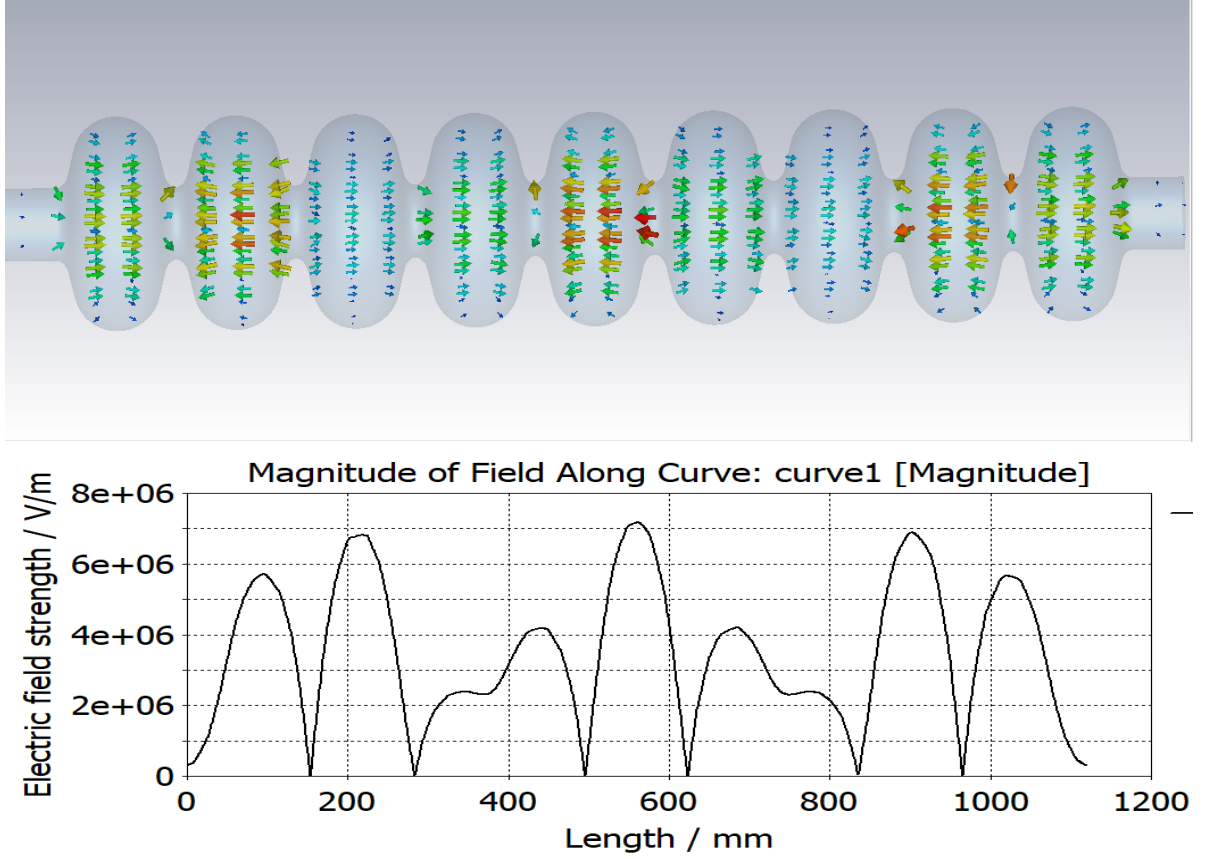 Magnitude of Field Along Curve: curve1 [Magnitude]
Electric field strength / V/m
8e+06
6e+06
4e+06
2e+06
0
0 200 400 600 800 1000 1200
Length / mm